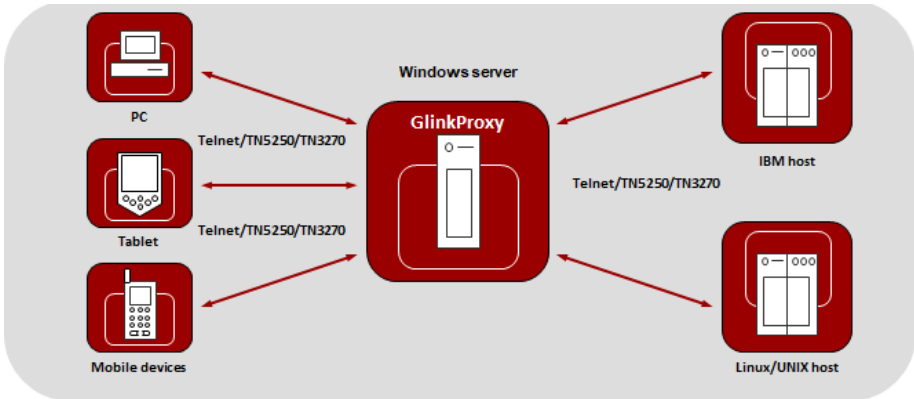 Windows server
GlinkProxy
PC
Telnet/TN5250/TN3270
Tablet
Telnet/TN5250/TN3270
Mobile devices
IBM host
Telnet/TN5250/TN3270
Linux/UNIX host